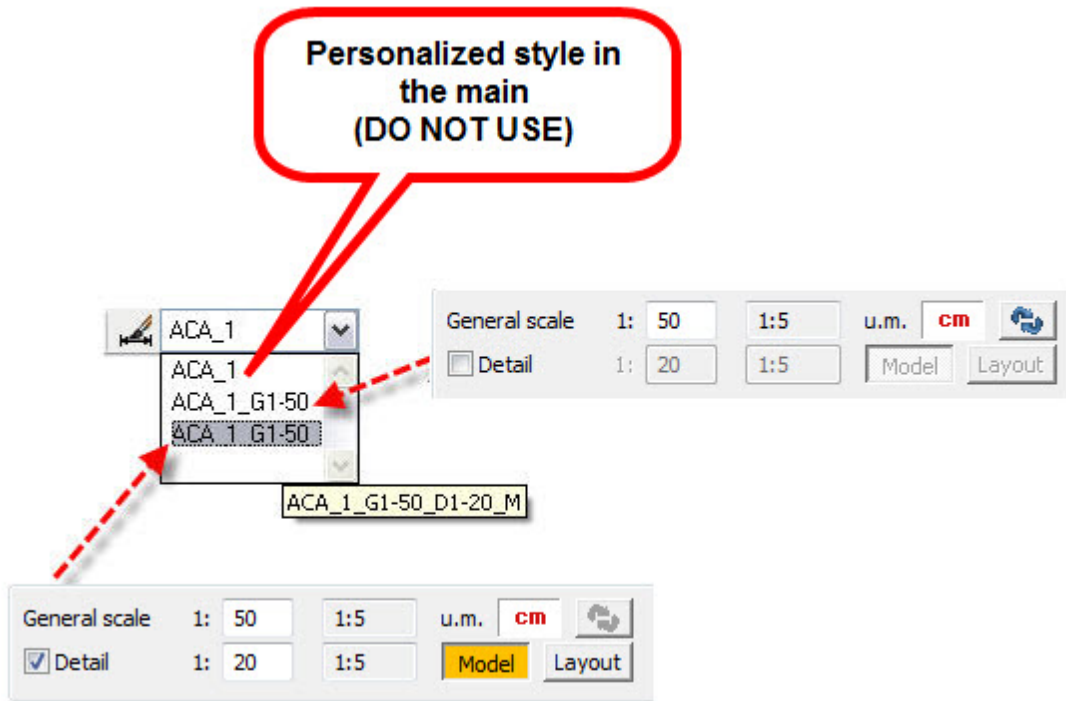 Personalized style in
the main
(DO NOT USE)
ACA_1
ACA_1
ACA_1_G1-50
ACA_1_G1-50
ACA_1_G1-50_D1-20_M
General scale 1: 50 1:5 u.m. cm
Detail 1: 20 1:5 Model Layout
General scale 1: 50 1:5 u.m. cm
Detail 1: 20 1:5 Model Layout